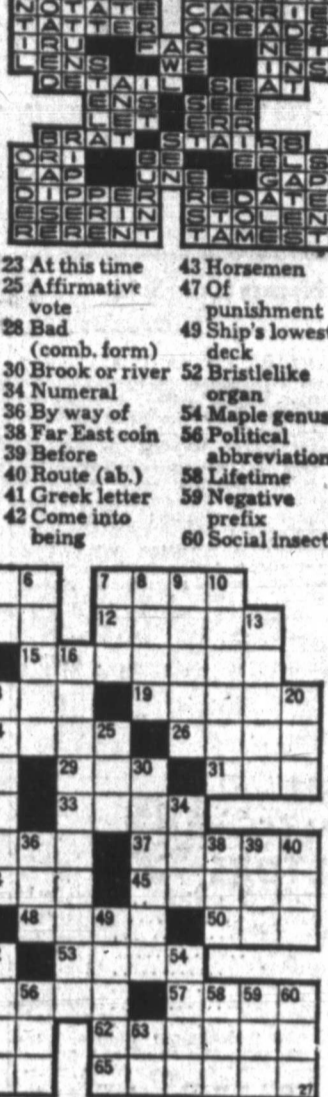 NOTATE CARRIE
TATTER OREADS
TRU FAR NET
LENS AWE INS
DETAIL SEAT
ENS SEE
LET ERR
BRAT STAIRS
ORI BEN EELS
LAP UN EGAP
DIPPER REDATE
ESERIN SOLEN
RERENT TAMEST
23 At this time
25 Affirmative
vote
28 Bad
(comb. form)
30 Brook or river
34 Numeral
36 By way of
38 Far East coin
39 Before
40 Route (ab.)
41 Greek letter
42 Come into
being
43 Horsemen
47 Of
punishment
49 Ship's lowest
deck
52 Bristlelike
organ
54 Maple genus
56 Political
abbreviation
58 Lifetime
59 Negative
prefix
60 Social insect
6 7 8 9 10
12 13
15 16
19 20
25 26
29 30 31
33 34
36 37 38 39 40
45
48 49 50
53 54
56 57 58 59 60
62 63
65 27